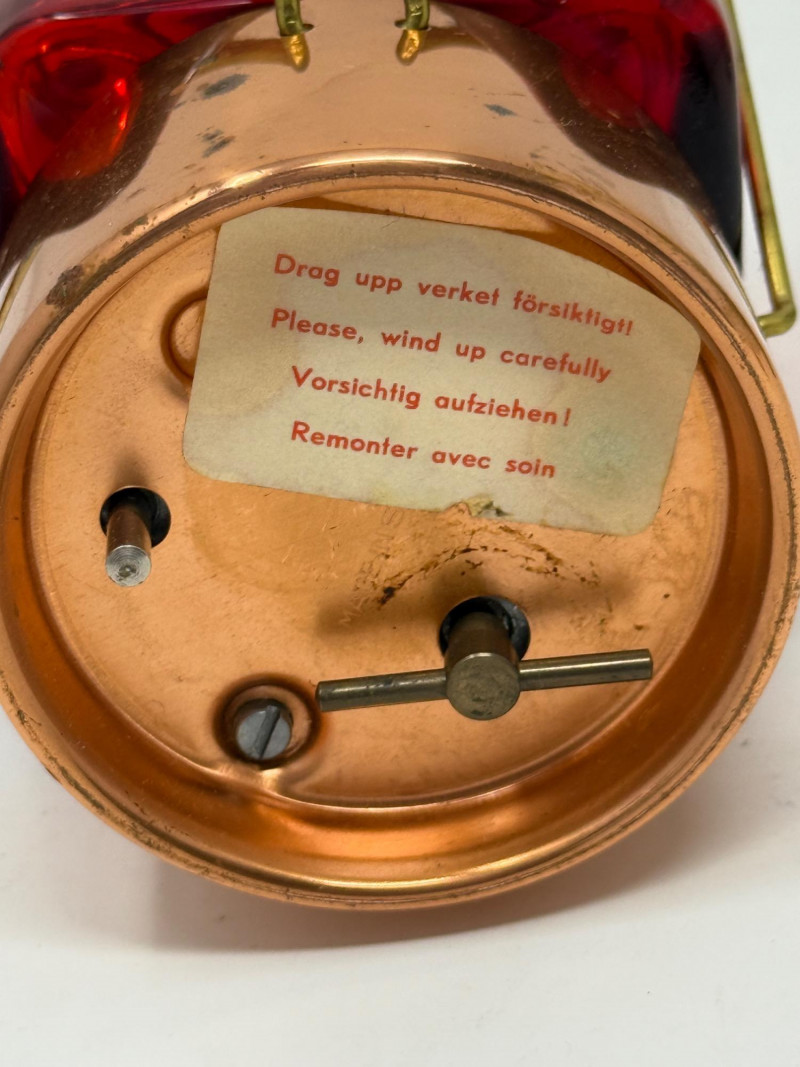 Drag upp verket försiktigt!
Please, wind up carefully
Vorsichtig aufziehen!
Remonter avec soin